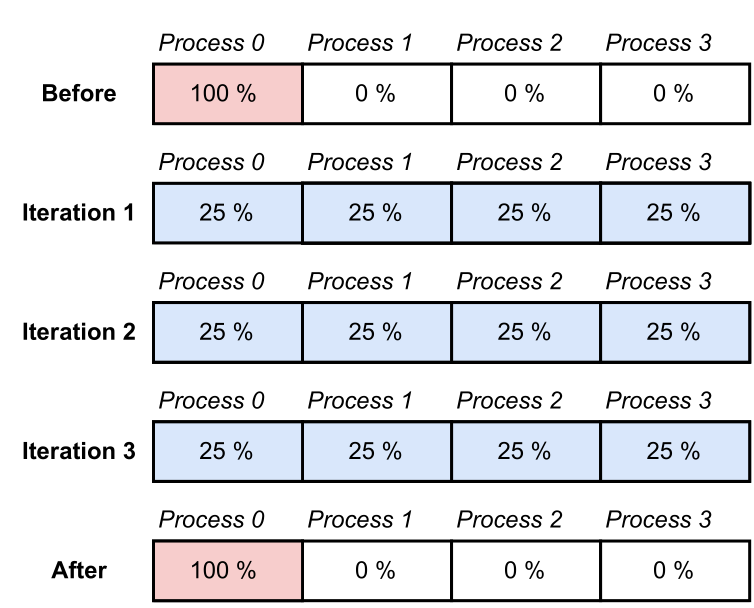 Process 0 Process 1 Process 2 Process 3
Before 100 % 0 % 0 % 0 %
Process 0 Process 1 Process 2 Process 3
Iteration 1 25 % 25 % 25 % 25 %
Process 0 Process 1 Process 2 Process 3
Iteration 2 25 % 25 % 25 % 25 %
Process 0 Process 1 Process 2 Process 3
Iteration 3 25 % 25 % 25 % 25 %
Process 0 Process 1 Process 2 Process 3
After 100 % 0 % 0 % 0 %